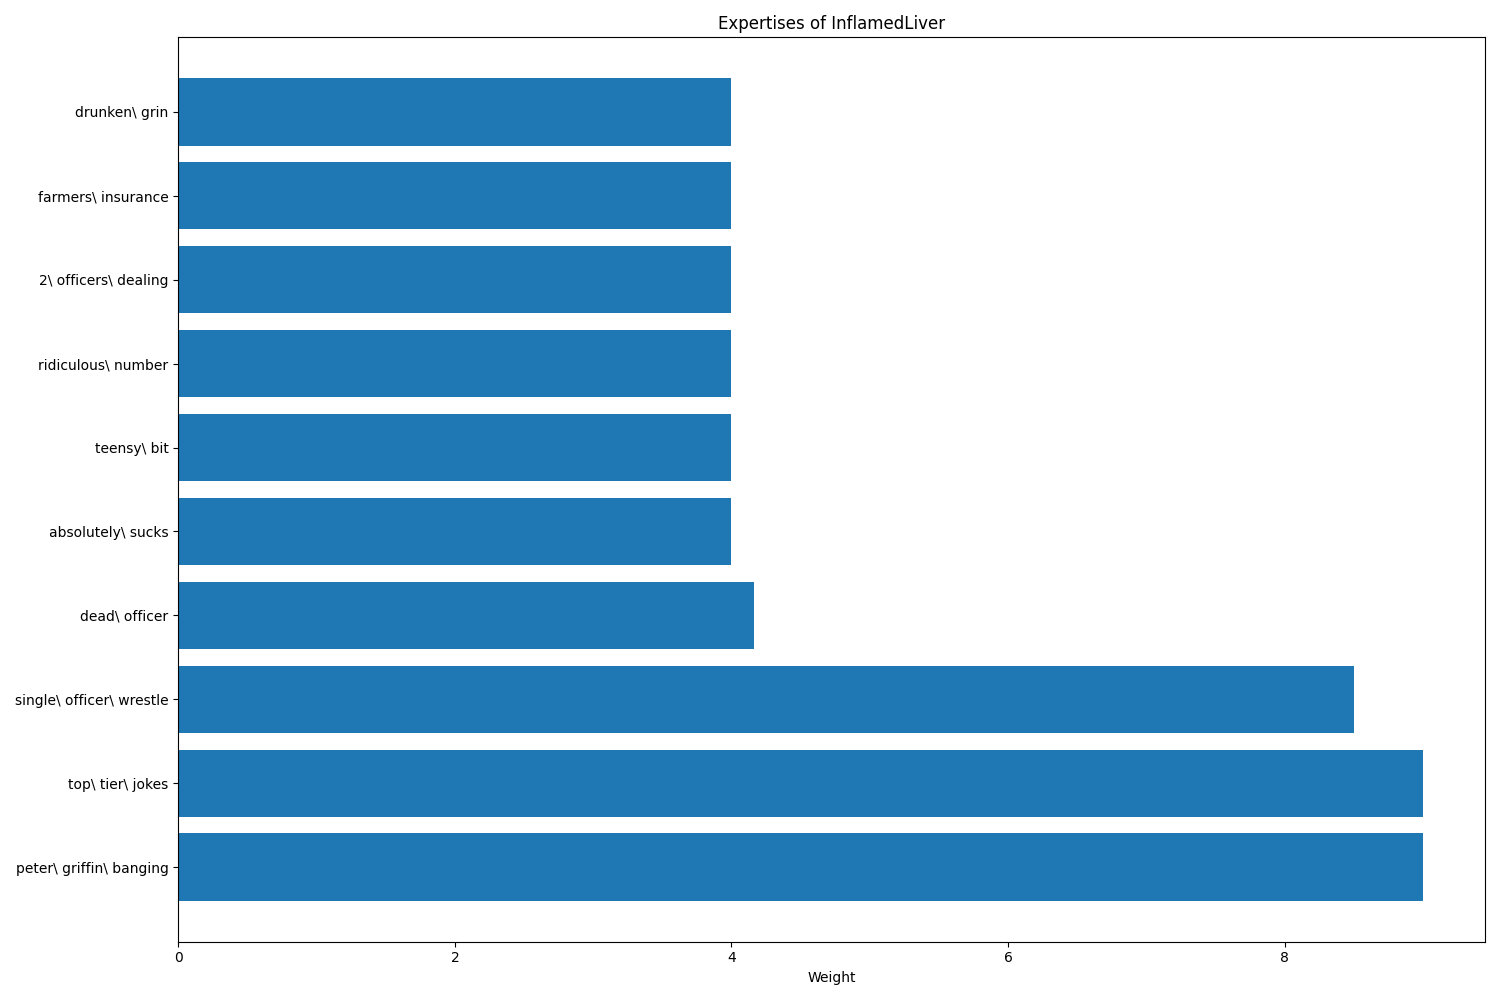 Expertises of InflamedLiver
drunken\ grin
farmers\ insurance
2\ officers\ dealing
ridiculous\ number
teensy\ bit
absolutely\ sucks
dead\ officer
single\ officer\ wrestle
top\ tier\ jokes
peter\ griffin\ banging
0 2 4 6 8
Weight